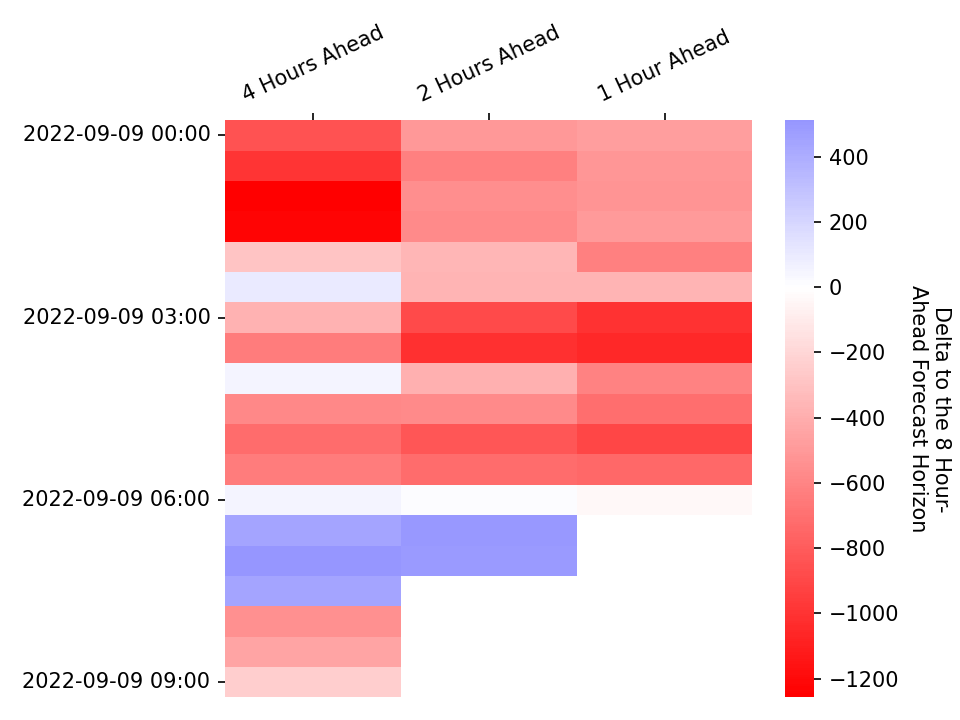 4 Hours Ahead
2 Hours Ahead
1 Hour Ahead
2022-09-09 00:00
2022-09-09 03:00
2022-09-09 06:00
2022-09-09 09:00
400
200
0
−200
−400
−600
−800
−1000
−1200
Delta to the 8 Hour-
Ahead Forecast Horizon